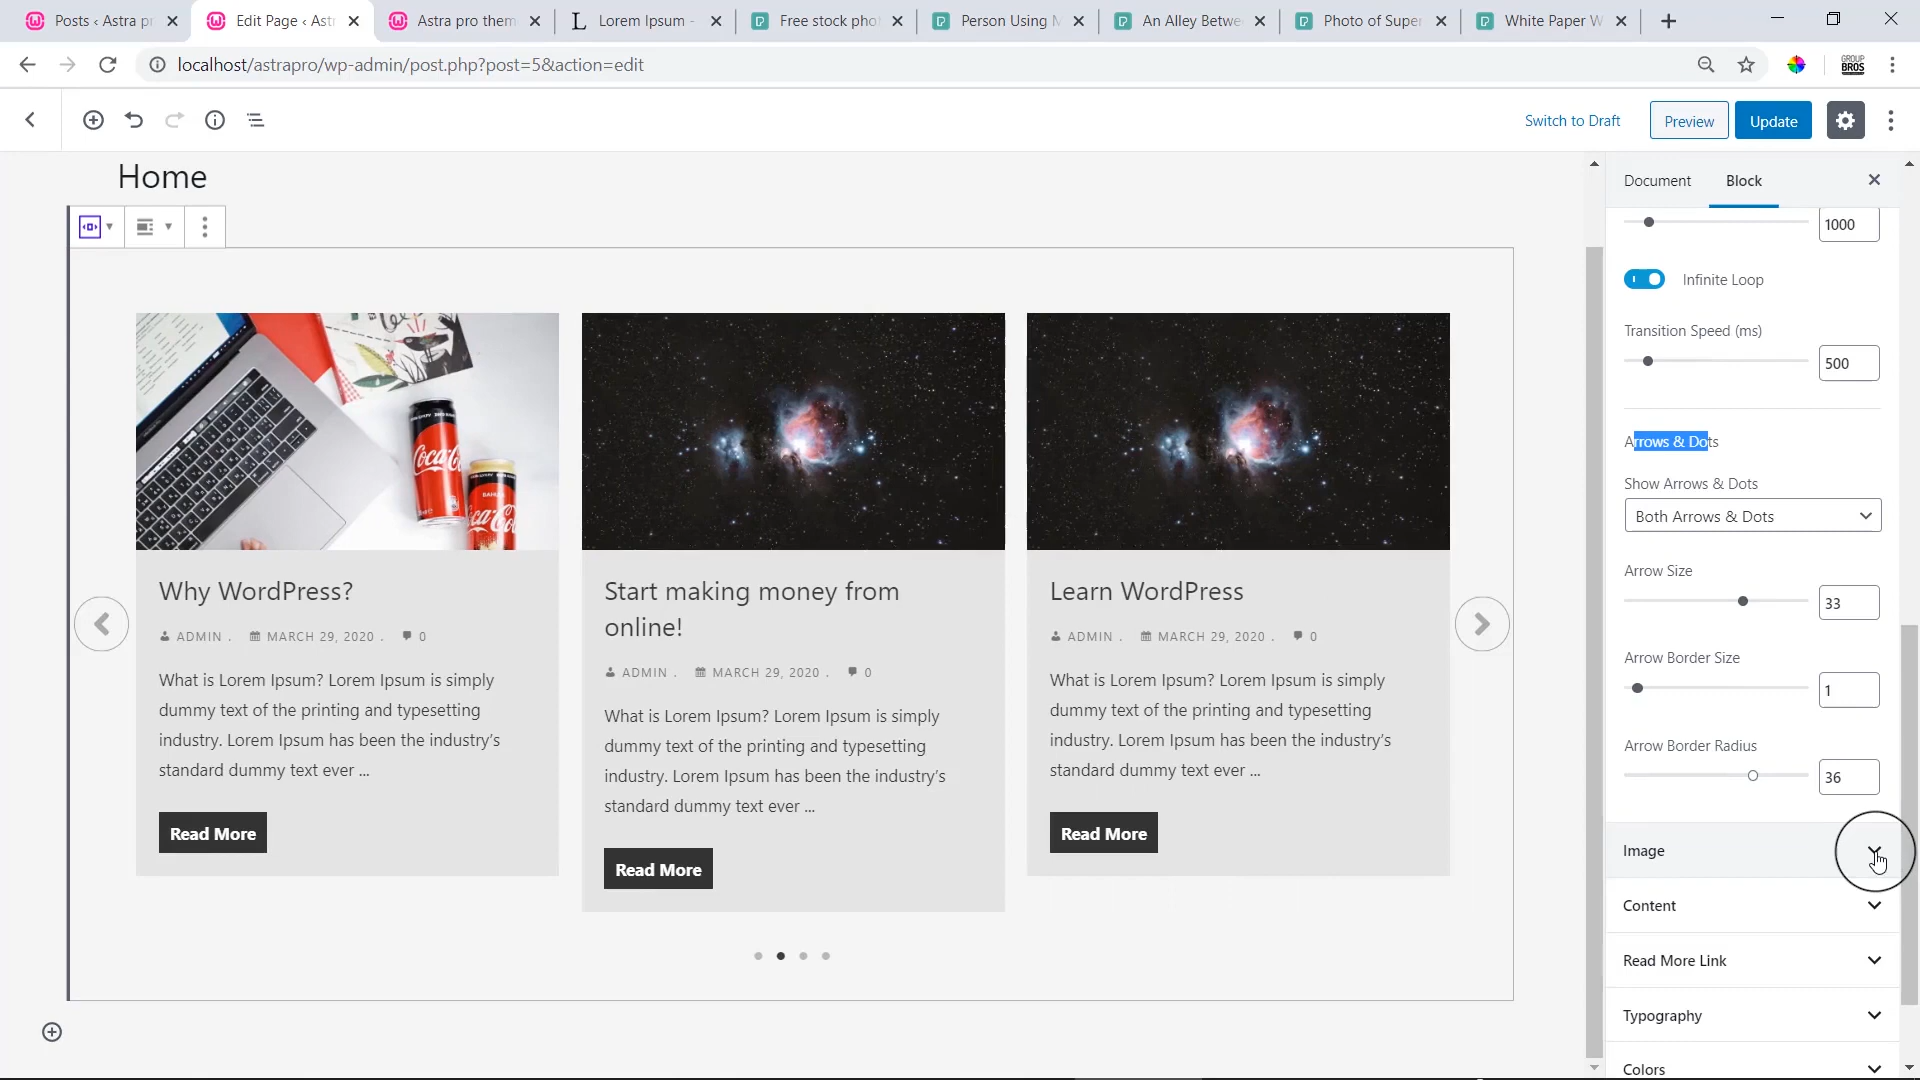 Posts ‹ Astra pr
Edit Page ‹ Astr
Astra pro them
Lorem Ipsum -
Free stock pho
Person Using M
An Alley Betwe
Photo of Super
White Paper W
localhost/astrapro/wp-admin/post.php?post=5&action=edit
GROUP
BROS
Switch to Draft
Preview
Update
Home
Document
Block
1000
Infinite Loop
Transition Speed (ms)
500
Arrows & Dots
Show Arrows & Dots
Both Arrows & Dots
Arrow Size
33
Arrow Border Size
1
Arrow Border Radius
36
Image
Content
Read More Link
Typography
Colors
Coca-Cola
Why WordPress?
ADMIN . MARCH 29, 2020 . 0
What is Lorem Ipsum? Lorem Ipsum is simply
dummy text of the printing and typesetting
industry. Lorem Ipsum has been the industry's
standard dummy text ever ...
Read More
Start making money from
online!
ADMIN . MARCH 29, 2020 . 0
What is Lorem Ipsum? Lorem Ipsum is simply
dummy text of the printing and typesetting
industry. Lorem Ipsum has been the industry's
standard dummy text ever ...
Read More
Learn WordPress
ADMIN . MARCH 29, 2020 . 0
What is Lorem Ipsum? Lorem Ipsum is simply
dummy text of the printing and typesetting
industry. Lorem Ipsum has been the industry's
standard dummy text ever ...
Read More